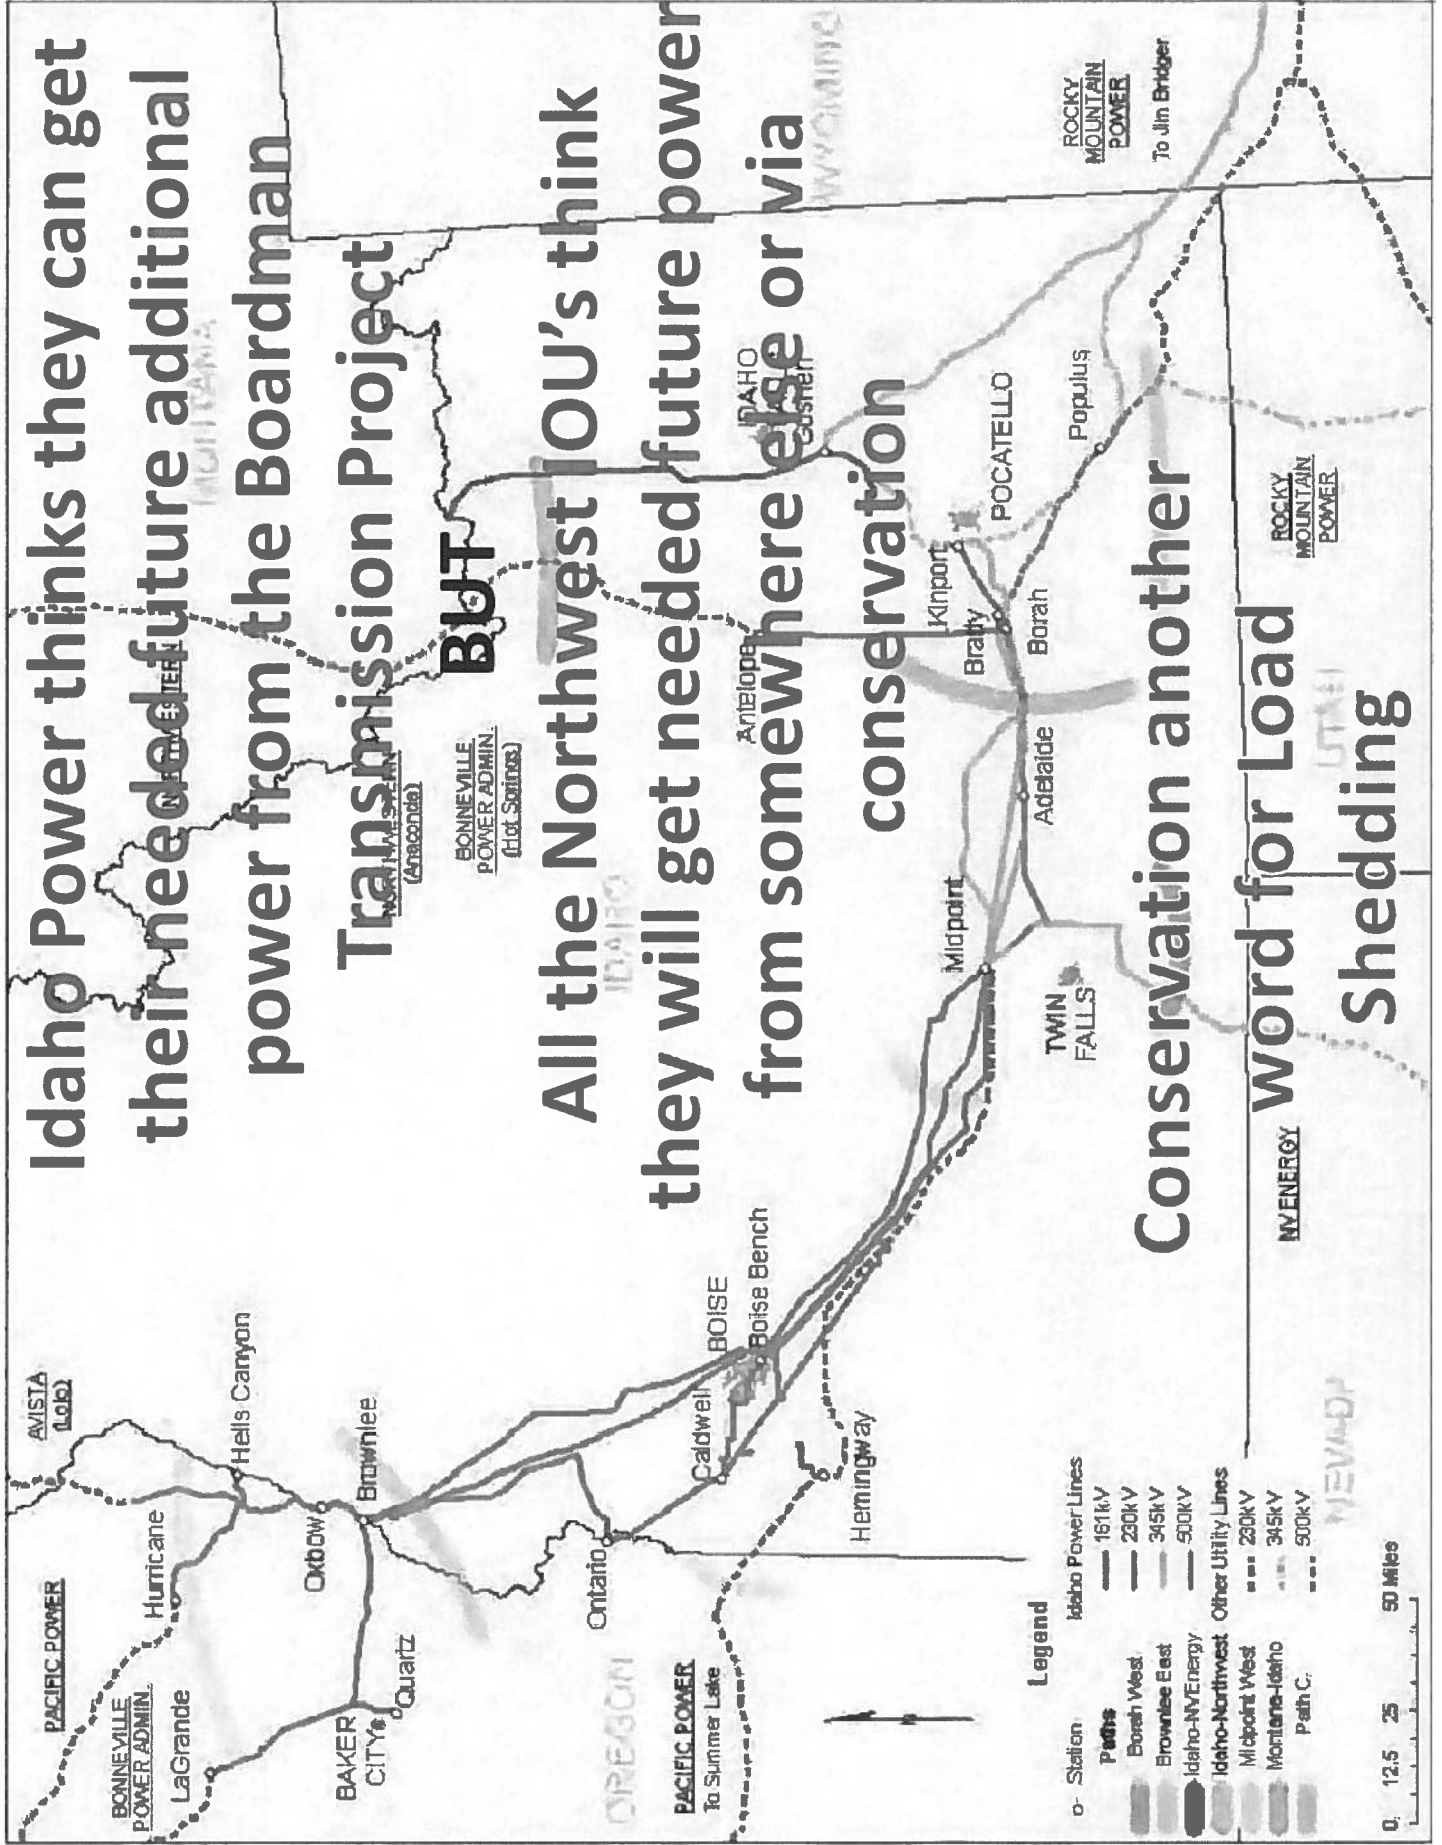 Idaho Power thinks they can get
their needed future additional
power from the Boardman
Transmission Project
BUT
All the Northwest IOU's think
they will get needed future power
from somewhere else or via
conservation
Conservation another
word for Load
Shedding
MONTANA
WYOMING
IDAHO
OREGON
NEVADA
UTAH
AVISTA
(Lolo)
PACIFIC POWER
BONNEVILLE
POWER ADMIN.
LaGrande
Hurricane
Hells Canyon
Oxbow
Brownlee
BAKER
CITY
Quartz
Ontario
Caldwell
BOISE
Boise Bench
Hemingway
PACIFIC POWER
To Summer Lake
NORTHWESTERN
(Anaconda)
BONNEVILLE
POWER ADMIN.
(Hot Springs)
Antelope
IDAHO
Goshen
Kinport
POCATELLO
Brady
Borah
Populus
Adelaide
Midpoint
TWIN
FALLS
ROCKY
MOUNTAIN
POWER
To Jim Bridger
ROCKY
MOUNTAIN
POWER
NV ENERGY
Legend
Station
Paths
Borah West
Brownlee East
Idaho-NVEnergy
Idaho-Northwest
Midpoint West
Montana-Idaho
Path C
Idaho Power Lines
161kV
230kV
345kV
500kV
Other Utility Lines
230kV
345kV
500kV
0 12.5 25 50 Miles